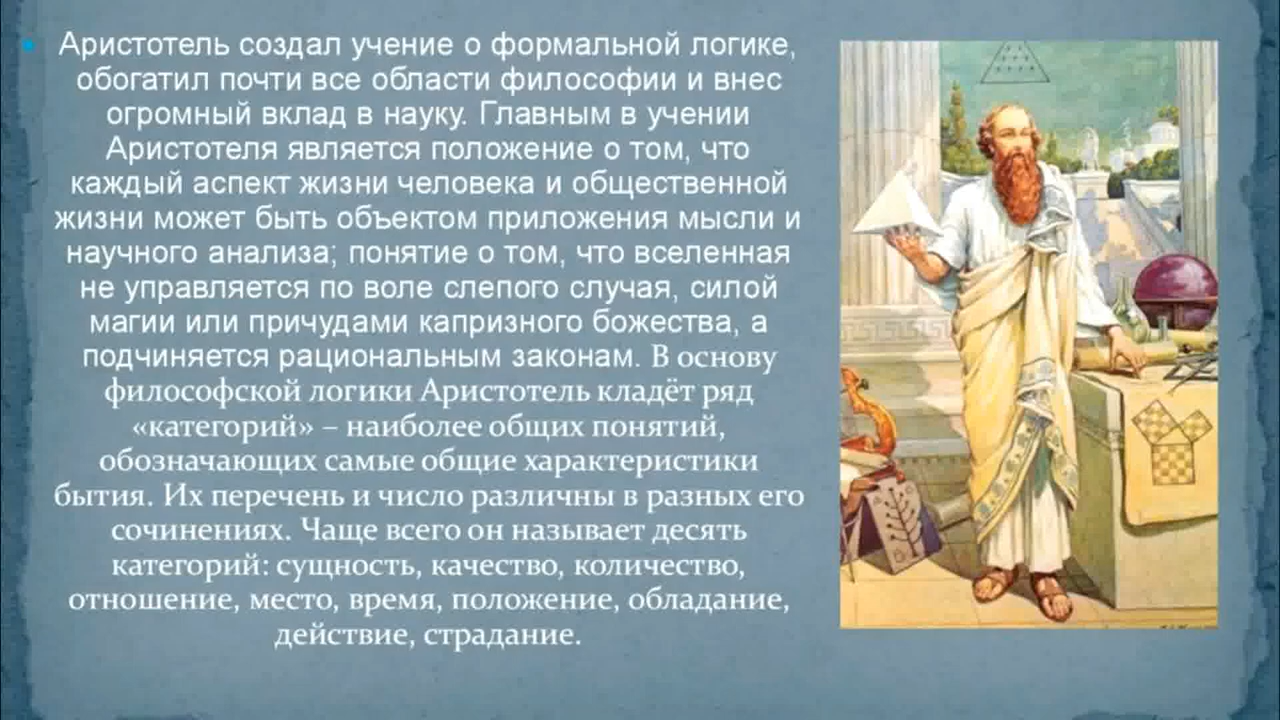 Аристотель создал учение о формальной логике,
обогатил почти все области философии и внес
огромный вклад в науку. Главным в учении
Аристотеля является положение о том, что
каждый аспект жизни человека и общественной
жизни может быть объектом приложения мысли и
научного анализа; понятие о том, что вселенная
не управляется по воле слепого случая, силой
магии или причудами капризного божества, а
подчиняется рациональным законам. В основу
философской логики Аристотель кладёт ряд
«категорий» – наиболее общих понятий,
обозначающих самые общие характеристики
бытия. Их перечень и число различны в разных его
сочинениях. Чаще всего он называет десять
категорий: сущность, качество, количество,
отношение, место, время, положение, обладание,
действие, страдание.